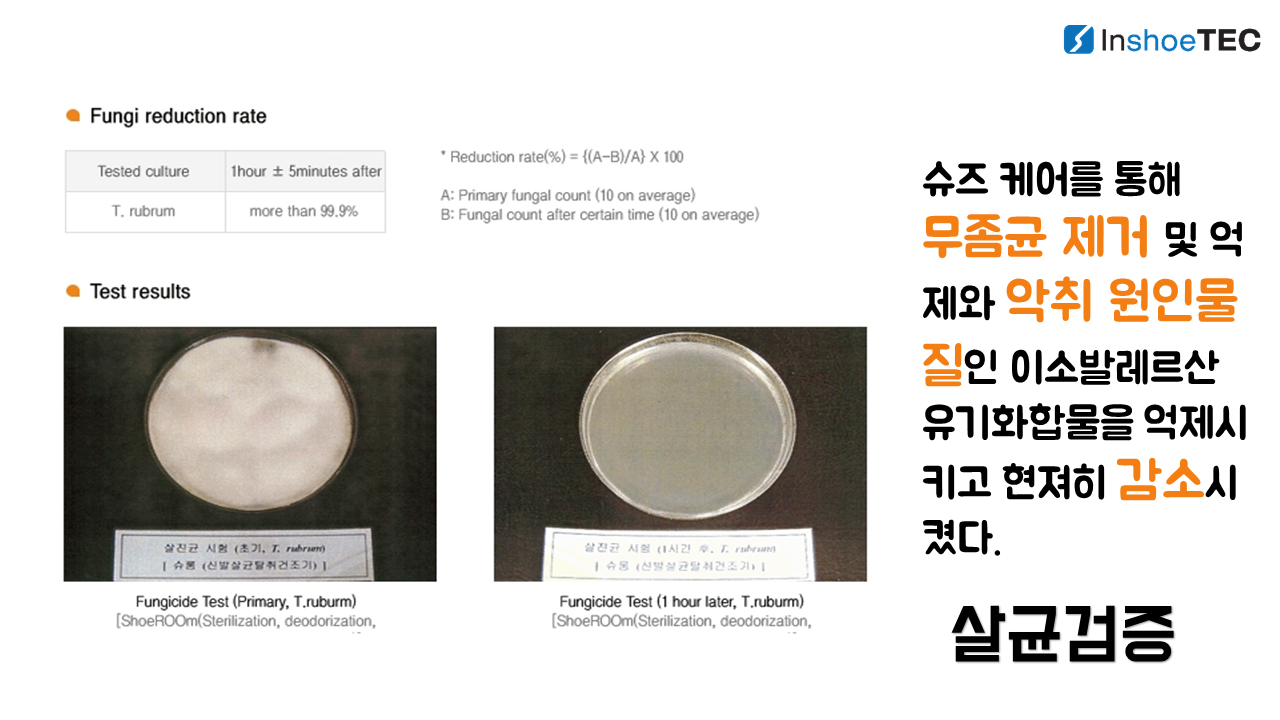 InshoeTEC
Fungi reduction rate
Tested culture 1hour ± 5minutes after
T. rubrum more than 99.9%
* Reduction rate(%) = {(A-B)/A} X 100
A: Primary fungal count (10 on average)
B: Fungal count after certain time (10 on average)
Test results
살진균 시험 (초기, T. rubrum)
[ 슈룸 (신발살균탈취건조기) ]
Fungicide Test (Primary, T.ruburm)
[ShoeROOm(Sterilization, deodorization,
살진균 시험 (1시간 후, T. rubrum)
[ 슈룸 (신발살균탈취건조기) ]
Fungicide Test (1 hour later, T.ruburm)
[ShoeROOm(Sterilization, deodorization,
슈즈 케어를 통해
무좀균 제거 및 억
제와 악취 원인물
질인 이소발레르산
유기화합물을 억제시
키고 현져히 감소시
켰다.
살균검증